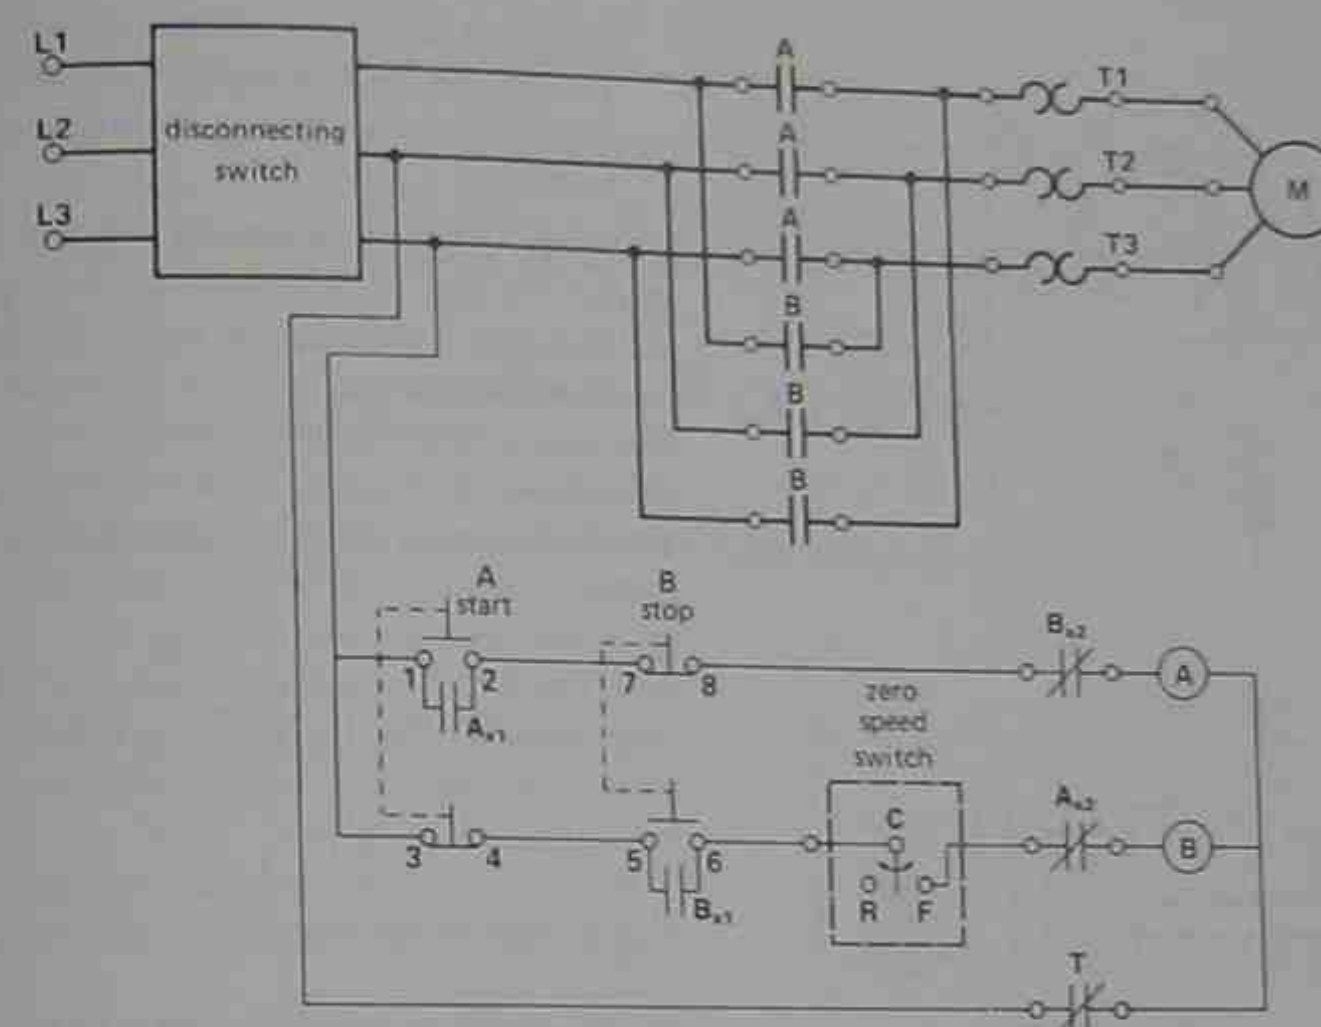 L1
L2
L3
disconnecting
switch
A
A
A
B
B
B
T1
T2
T3
M
A
start
B
stop
1
2
7
8
Ax1
zero
speed
switch
Bx2
A
3
4
5
6
Bx1
C
R
F
Ax2
B
T